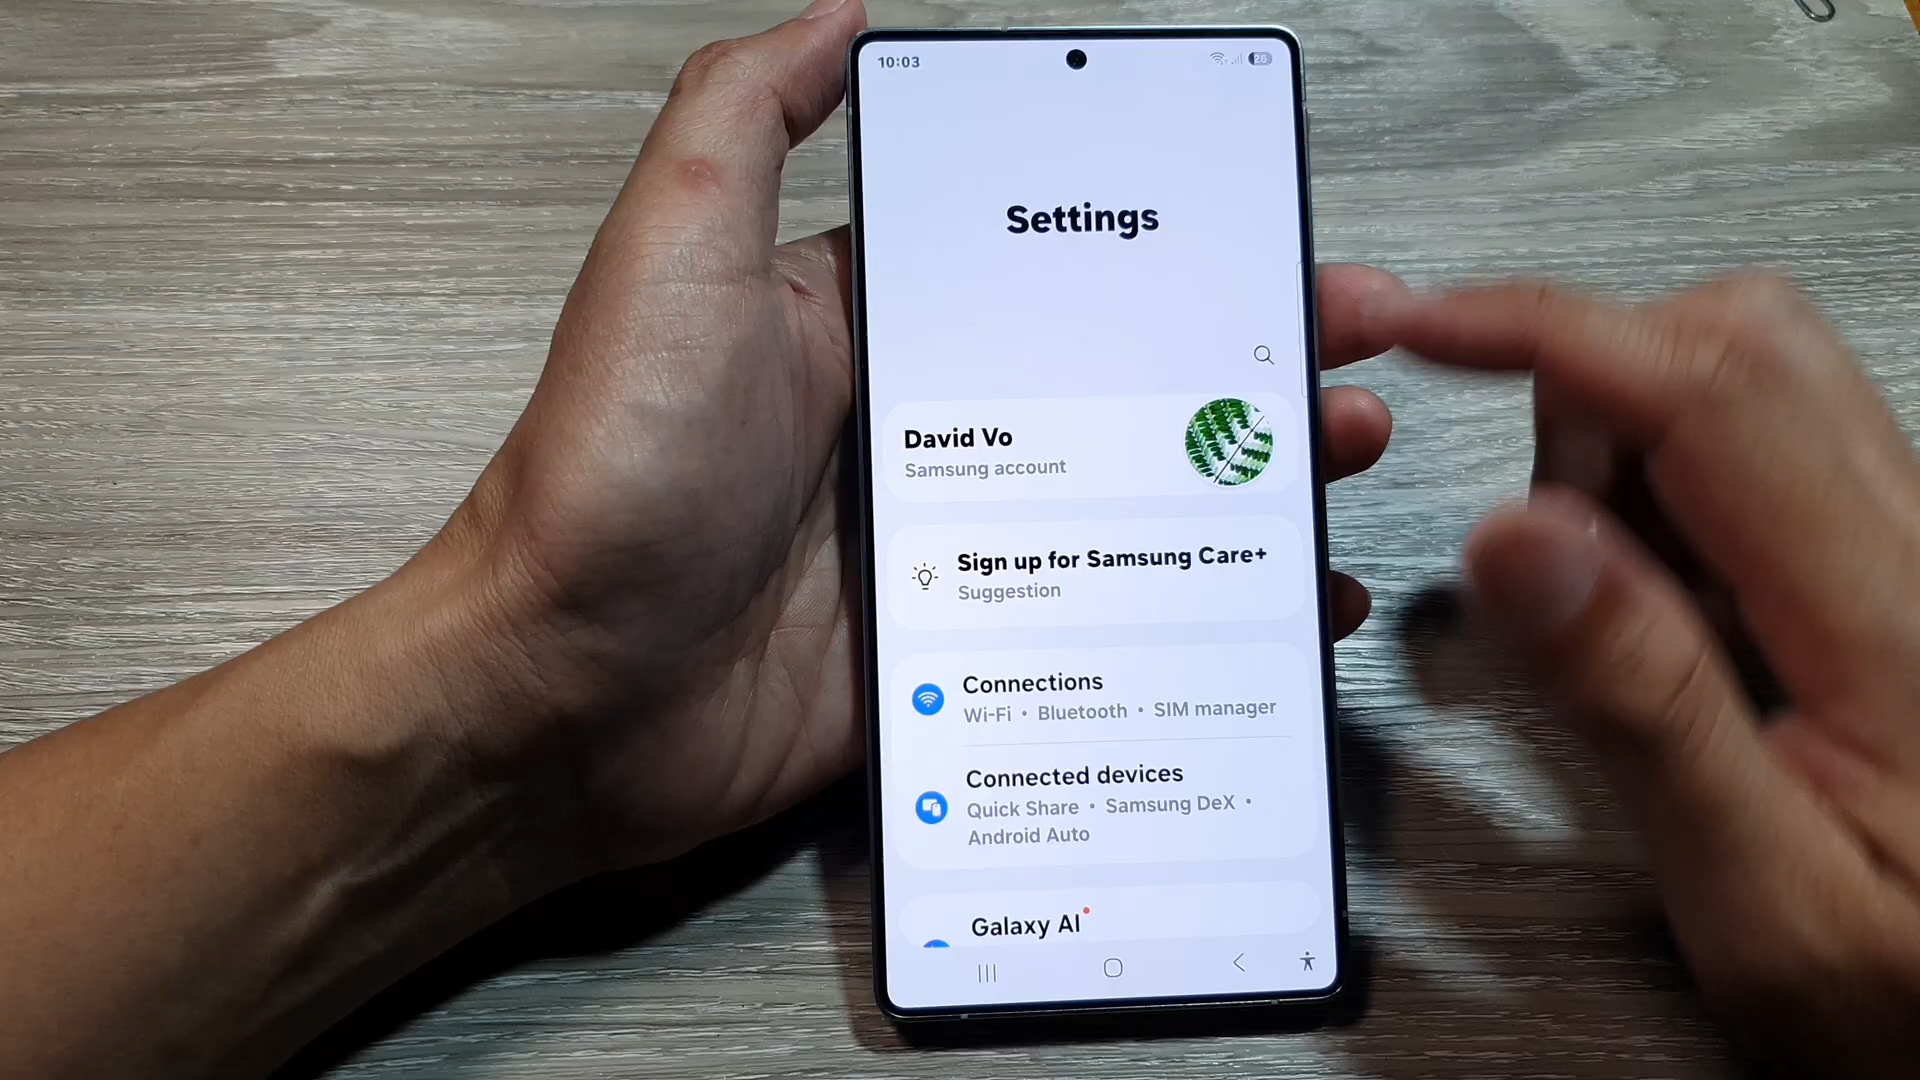 10:03
26
Settings
David Vo
Samsung account
Sign up for Samsung Care+
Suggestion
Connections
Wi-Fi • Bluetooth • SIM manager
Connected devices
Quick Share • Samsung DeX •
Android Auto
Galaxy AI